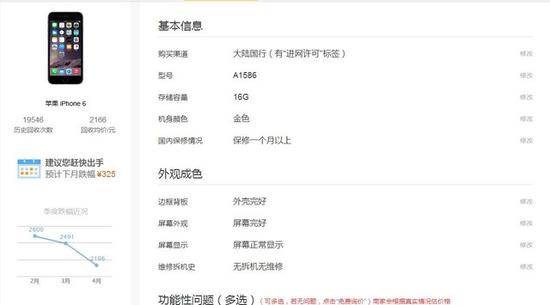 苹果 iPhone 6
19546 2166
历史回收次数 回收均价/元
建议您赶快出手
预计下月跌幅 ¥325
季度跌幅近况
2600
2491
2166
2月 3月 4月
基本信息
购买渠道 大陆国行（有“进网许可”标签） 修改
型号 A1586 修改
存储容量 16G 修改
机身颜色 金色 修改
国内保修情况 保修一个月以上 修改
外观成色
边框背板 外壳完好 修改
屏幕外观 屏幕完好 修改
屏幕显示 屏幕正常显示 修改
维修拆机史 无拆机无维修 修改
功能性问题（多选）（可多选，若无问题，点击“免费询价”）商家会根据真实情况估价格